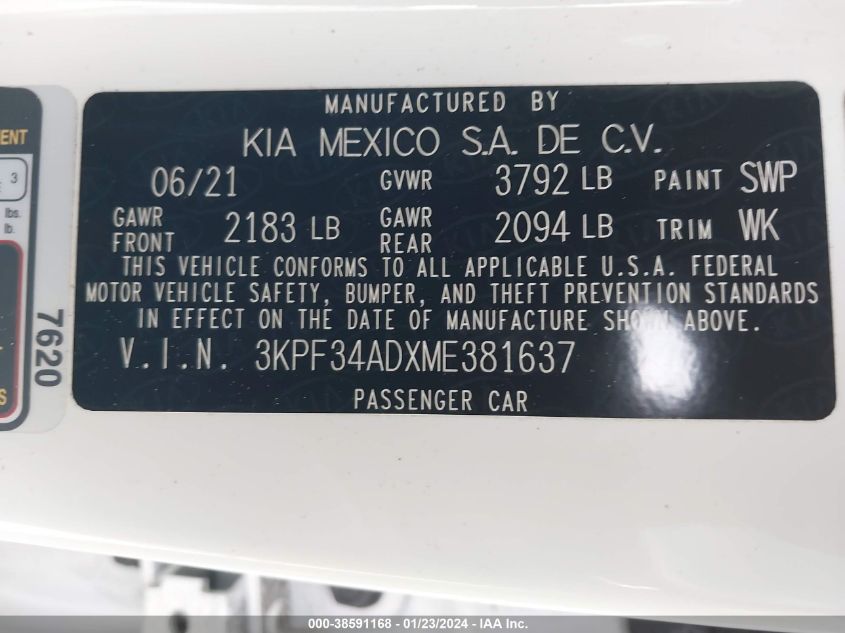 MANUFACTURED BY
KIA MEXICO S.A. DE C.V.
06/21 GVWR 3792 LB PAINT SWP
GAWR FRONT 2183 LB GAWR REAR 2094 LB TRIM WK
THIS VEHICLE CONFORMS TO ALL APPLICABLE U.S.A. FEDERAL
MOTOR VEHICLE SAFETY, BUMPER, AND THEFT PREVENTION STANDARDS
IN EFFECT ON THE DATE OF MANUFACTURE SHOWN ABOVE.
V.I.N. 3KPF34ADXME381637
PASSENGER CAR
3
lbs.
lb.
7620
000-38591168 - 01/23/2024 - IAA Inc.